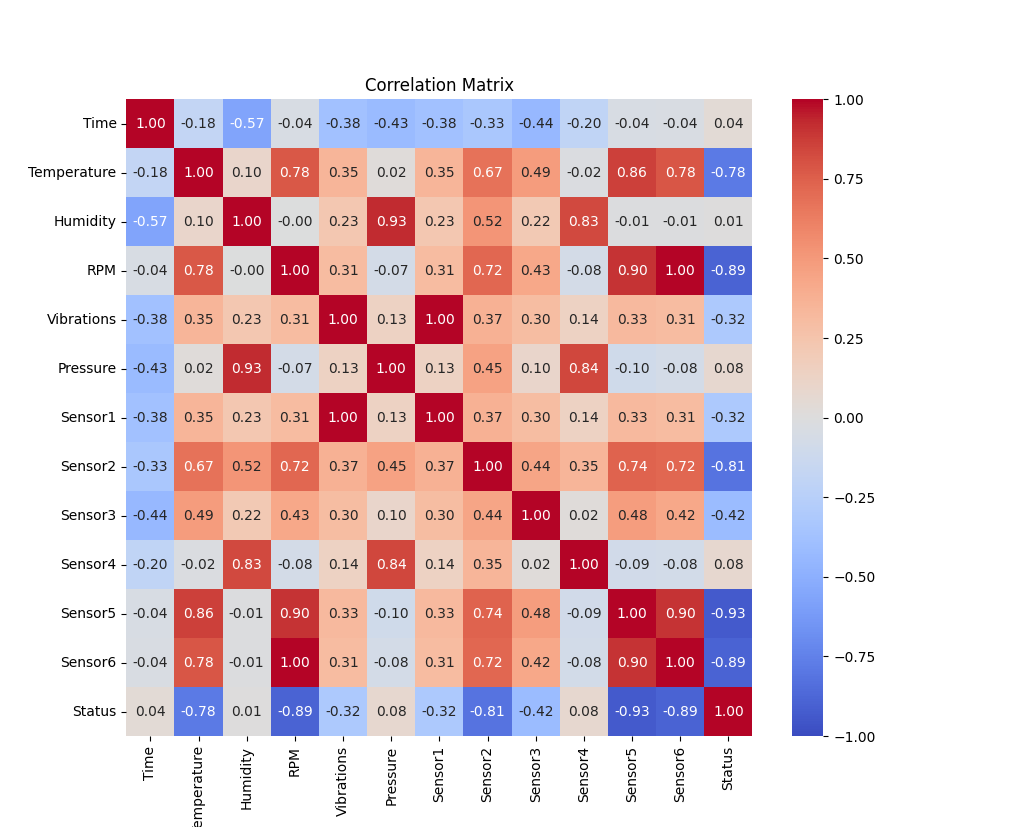 Correlation Matrix
Time 1.00 -0.18 -0.57 -0.04 -0.38 -0.43 -0.38 -0.33 -0.44 -0.20 -0.04 -0.04 0.04
Temperature -0.18 1.00 0.10 0.78 0.35 0.02 0.35 0.67 0.49 -0.02 0.86 0.78 -0.78
Humidity -0.57 0.10 1.00 -0.00 0.23 0.93 0.23 0.52 0.22 0.83 -0.01 -0.01 0.01
RPM -0.04 0.78 -0.00 1.00 0.31 -0.07 0.31 0.72 0.43 -0.08 0.90 1.00 -0.89
Vibrations -0.38 0.35 0.23 0.31 1.00 0.13 1.00 0.37 0.30 0.14 0.33 0.31 -0.32
Pressure -0.43 0.02 0.93 -0.07 0.13 1.00 0.13 0.45 0.10 0.84 -0.10 -0.08 0.08
Sensor1 -0.38 0.35 0.23 0.31 1.00 0.13 1.00 0.37 0.30 0.14 0.33 0.31 -0.32
Sensor2 -0.33 0.67 0.52 0.72 0.37 0.45 0.37 1.00 0.44 0.35 0.74 0.72 -0.81
Sensor3 -0.44 0.49 0.22 0.43 0.30 0.10 0.30 0.44 1.00 0.02 0.48 0.42 -0.42
Sensor4 -0.20 -0.02 0.83 -0.08 0.14 0.84 0.14 0.35 0.02 1.00 -0.09 -0.08 0.08
Sensor5 -0.04 0.86 -0.01 0.90 0.33 -0.10 0.33 0.74 0.48 -0.09 1.00 0.90 -0.93
Sensor6 -0.04 0.78 -0.01 1.00 0.31 -0.08 0.31 0.72 0.42 -0.08 0.90 1.00 -0.89
Status 0.04 -0.78 0.01 -0.89 -0.32 0.08 -0.32 -0.81 -0.42 0.08 -0.93 -0.89 1.00
Time
emperature
Humidity
RPM
Vibrations
Pressure
Sensor1
Sensor2
Sensor3
Sensor4
Sensor5
Sensor6
Status
1.00
0.75
0.50
0.25
0.00
−0.25
−0.50
−0.75
−1.00